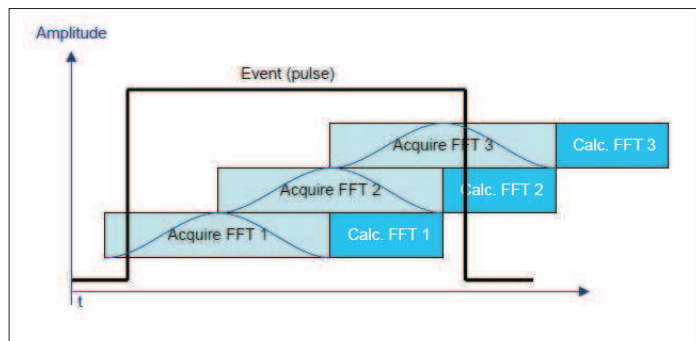 Amplitude
Event (pulse)
Acquire FFT 3 Calc. FFT 3
Acquire FFT 2 Calc. FFT 2
Acquire FFT 1 Calc. FFT 1
t